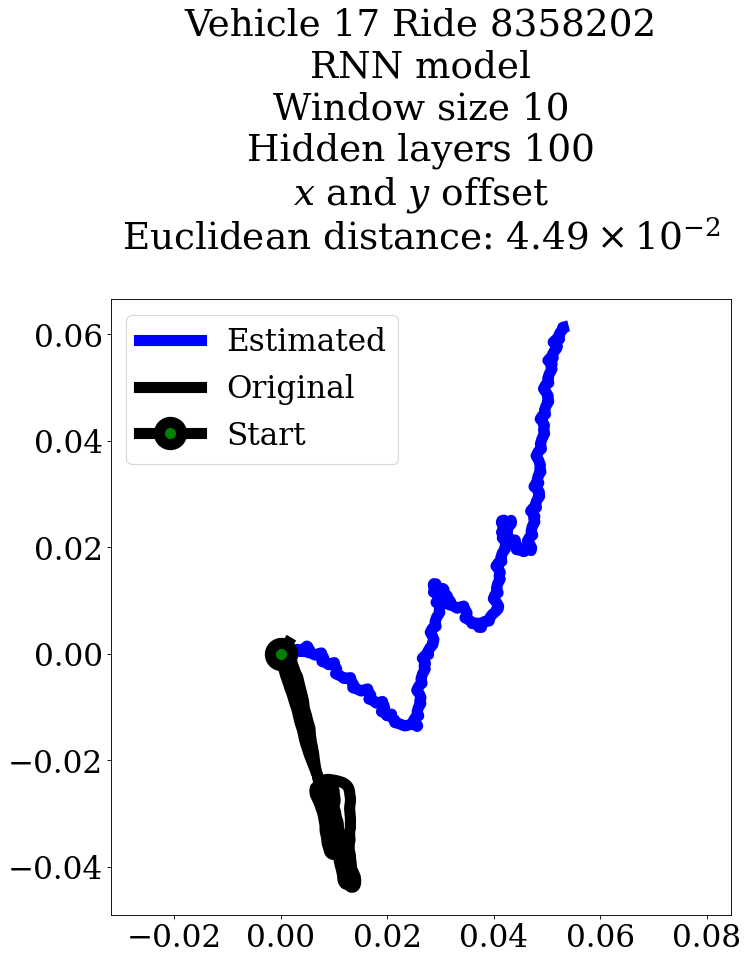 Vehicle 17 Ride 8358202
RNN model
Window size 10
Hidden layers 100
x and y offset
Euclidean distance: 4.49 × 10⁻²
Estimated
Original
Start
0.06
0.04
0.02
0.00
−0.02
−0.04
−0.02 0.00 0.02 0.04 0.06 0.08